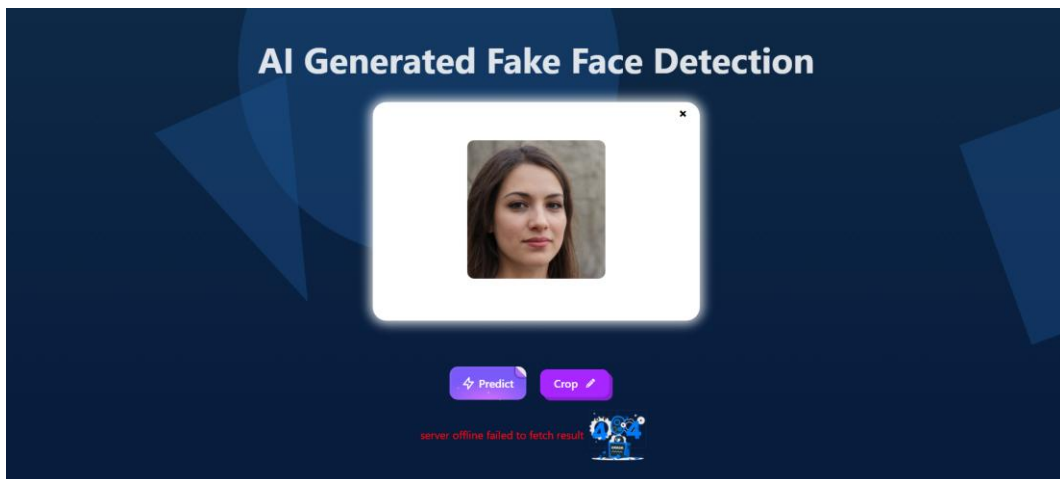 AI Generated Fake Face Detection
×
Predict
Crop
server offline failed to fetch result 404